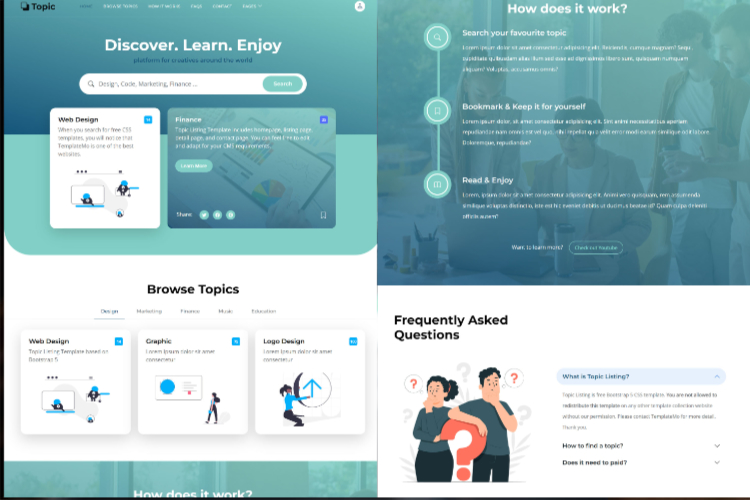 Topic
HOME
BROWSE TOPICS
HOW IT WORKS
FAQS
CONTACT
PAGES
Discover. Learn. Enjoy
platform for creatives around the world
Design, Code, Marketing, Finance ...
Search
Web Design
When you search for free CSS
templates, you will notice that
TemplateMo is one of the best
websites.
Finance
Topic Listing Template includes homepage, listing page,
detail page, and contact page. You can feel free to edit
and adapt for your CMS requirements.
Learn More
Share:
Browse Topics
Design
Marketing
Finance
Music
Education
Web Design
Topic Listing Template based on
Bootstrap 5
Graphic
Lorem Ipsum dolor sit amet
consectetur
Logo Design
Lorem Ipsum dolor sit amet
consectetur
How does it work?
How does it work?
Search your favourite topic
Lorem ipsum dolor sit amet consectetur adipisicing elit. Reiciendis, cumque magnam? Sequi,
cupiditate quibusdam alias illum sed esse ad dignissimos libero sunt, quisquam numquam
aliquam? Voluptas, accusamus omnis?
Bookmark & Keep it for yourself
Lorem ipsum dolor, sit amet consectetur adipisicing elit. Sint animi necessitatibus aperiam
repudiandae nam omnis est vel quo, nihil repellat quia velit error modi earum similique odit labore.
Doloremque, repudiandae?
Read & Enjoy
Lorem, ipsum dolor sit amet consectetur adipisicing elit. Animi vero quisquam, rem assumenda
similique voluptas distinctio, iste est hic eveniet debitis ut ducimus beatae id? Quam culpa deleniti
officiis autem?
Want to learn more?
Check out Youtube
Frequently Asked
Questions
What is Topic Listing?
Topic Listing is free Bootstrap 5 CSS template. You are not allowed to
redistribute this template on any other template collection website
without our permission. Please contact TemplateMo for more detail.
Thank you.
How to find a topic?
Does it need to paid?